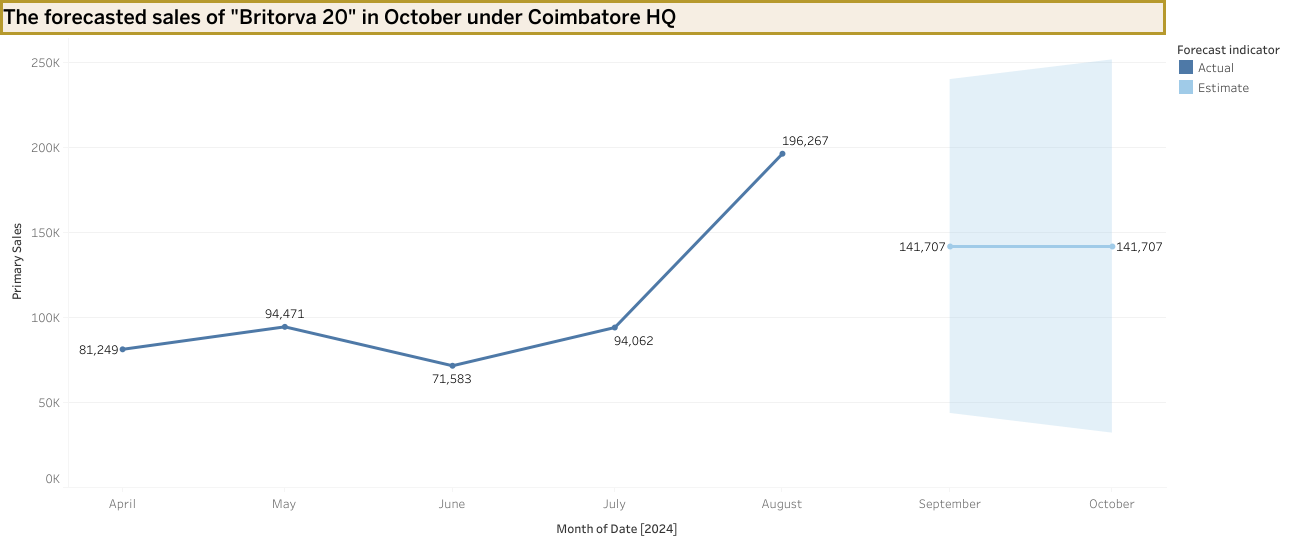 The forecasted sales of "Britorva 20" in October under Coimbatore HQ
Forecast indicator
Actual
Estimate
Primary Sales
250K
200K
150K
100K
50K
0K
81,249
94,471
71,583
94,062
196,267
141,707
141,707
April
May
June
July
August
September
October
Month of Date [2024]